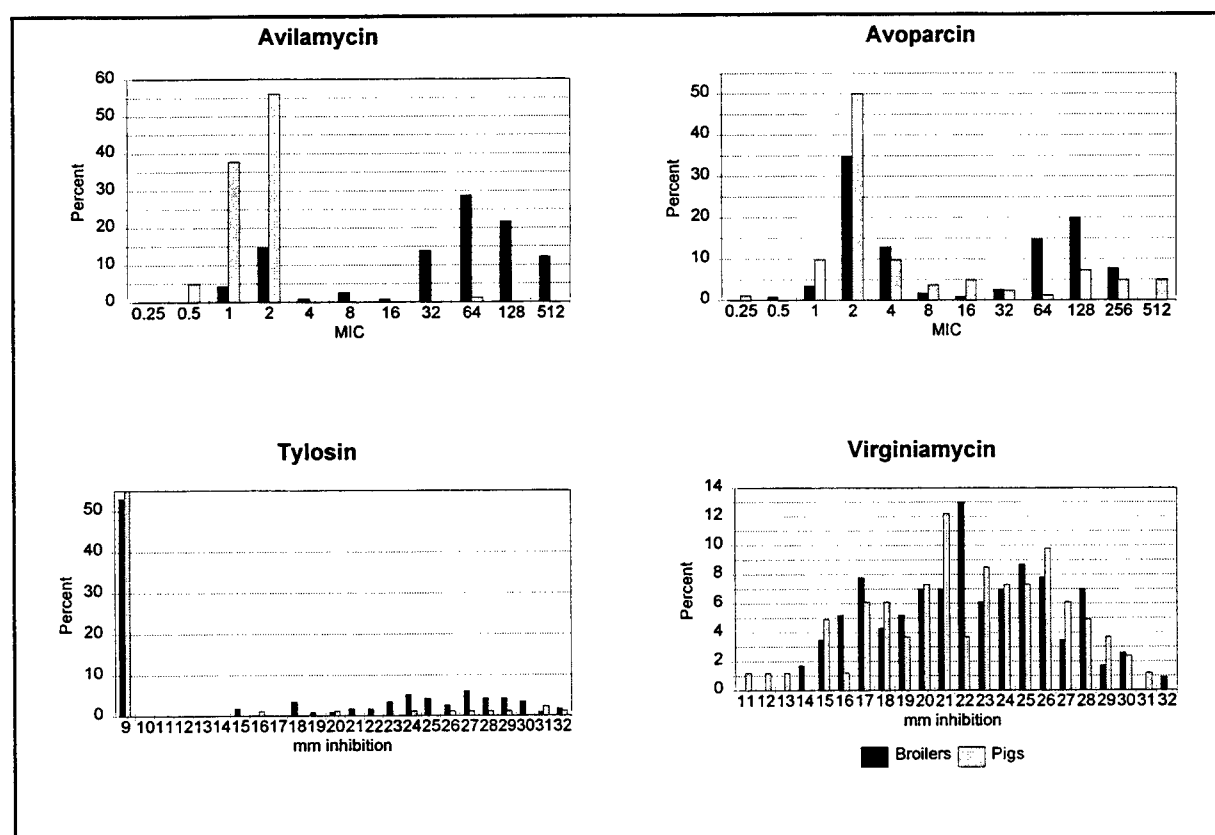 Avilamycin
60
50
40
30
20
10
0
Percent
0.25 0.5 1 2 4 8 16 32 64 128 512
MIC
Avoparcin
50
40
30
20
10
0
Percent
0.25 0.5 1 2 4 8 16 32 64 128 256 512
MIC
Tylosin
50
40
30
20
10
0
Percent
9 10 11 12 13 14 15 16 17 18 19 20 21 22 23 24 25 26 27 28 29 30 31 32
mm inhibition
Virginiamycin
14
12
10
8
6
4
2
0
Percent
11 12 13 14 15 16 17 18 19 20 21 22 23 24 25 26 27 28 29 30 31 32
mm inhibition
Broilers Pigs